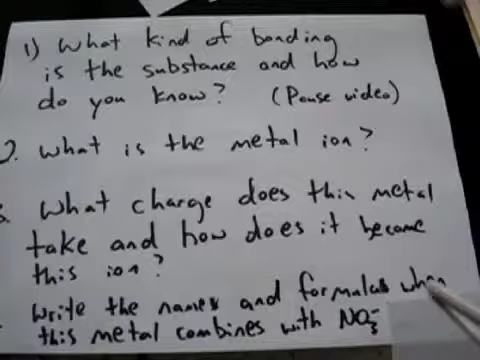 1) What kind of bonding
is the substance and how
do you know? (Pause video)
2. What is the metal ion?
What charge does this metal
take and how does it become
this ion?
Write the names and formulas when
this metal combines with NO3-